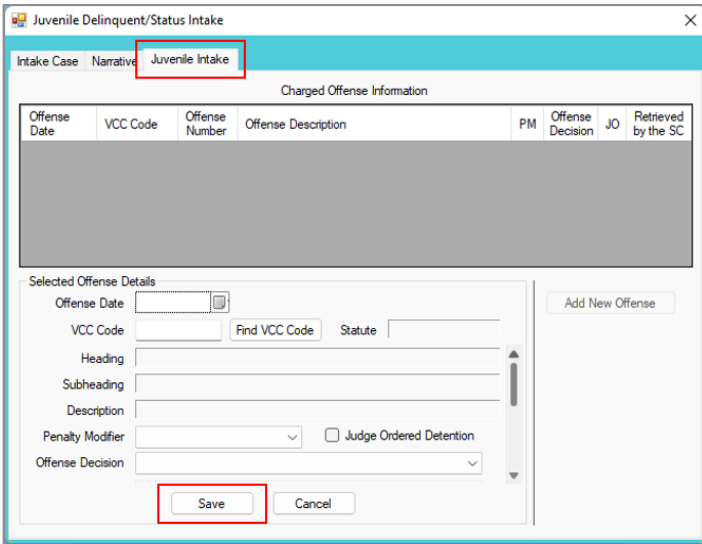 Juvenile Delinquent/Status Intake
Intake Case Narrative Juvenile Intake
Charged Offense Information
Offense Date VCC Code Offense Number Offense Description PM Offense Decision JO Retrieved by the SC
Selected Offense Details
Offense Date
Add New Offense
VCC Code Find VCC Code Statute
Heading
Subheading
Description
Penalty Modifier Judge Ordered Detention
Offense Decision
Save Cancel